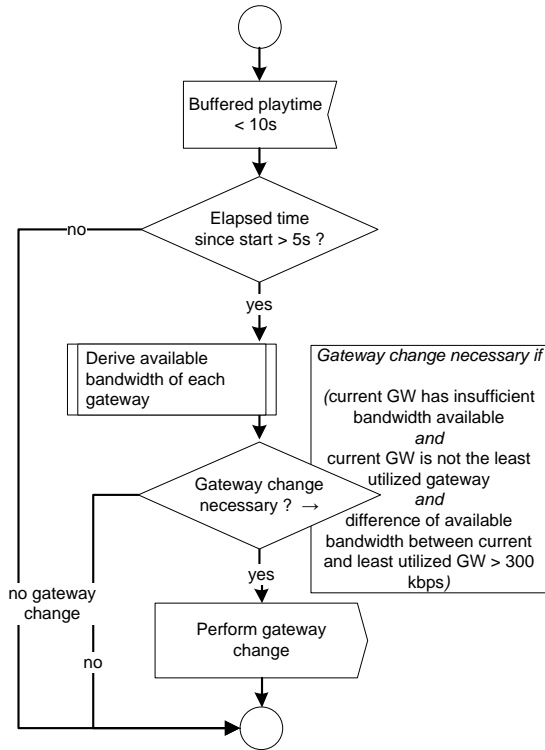 Buffered playtime
< 10s
Elapsed time
since start > 5s ?
no
yes
Derive available
bandwidth of each
gateway
Gateway change necessary if
(current GW has insufficient
bandwidth available
and
current GW is not the least
utilized gateway
and
difference of available
bandwidth between current
and least utilized GW > 300
kbps)
Gateway change
necessary ? →
yes
no gateway
change
no
Perform gateway
change